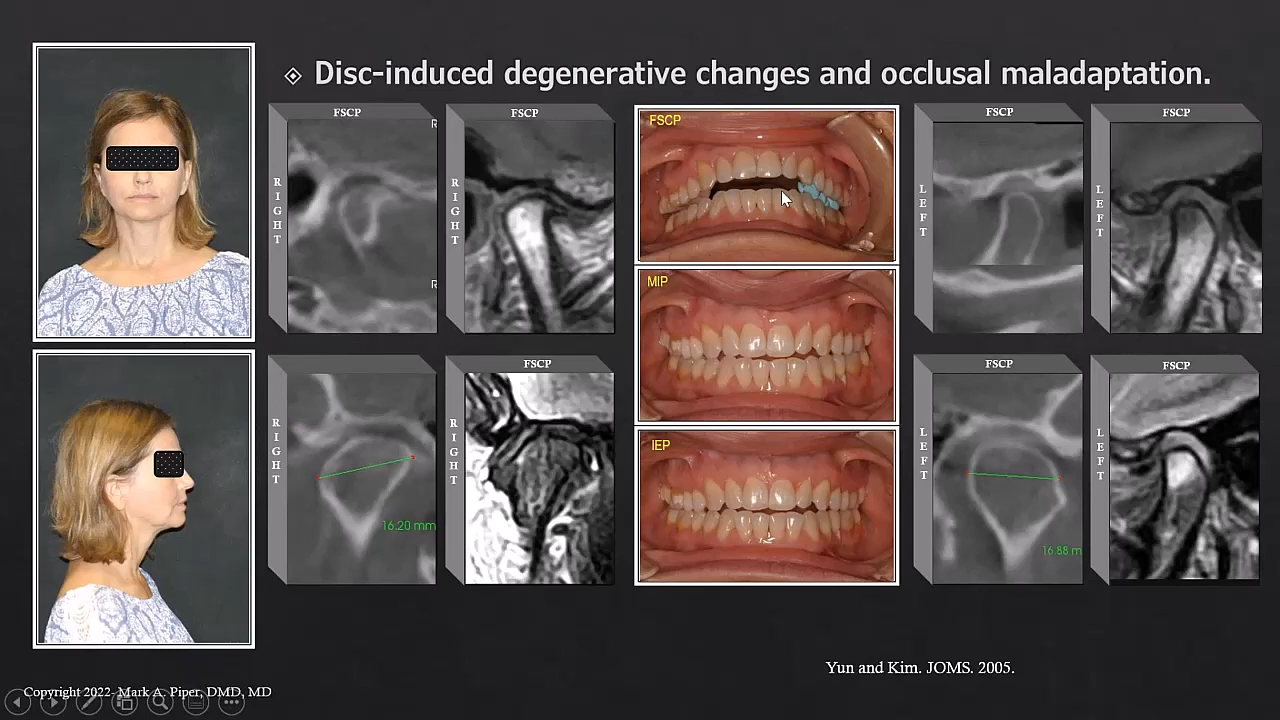 Disc-induced degenerative changes and occlusal maladaptation.
FSCP
RIGHT
R
R
FSCP
RIGHT
FSCP
MIP
IEP
FSCP
LEFT
FSCP
LEFT
RIGHT
16.20 mm
FSCP
RIGHT
FSCP
LEFT
16.88 m
FSCP
LEFT
Yun and Kim. JOMS. 2005.
Copyright 2022- Mark A. Piper, DMD, MD